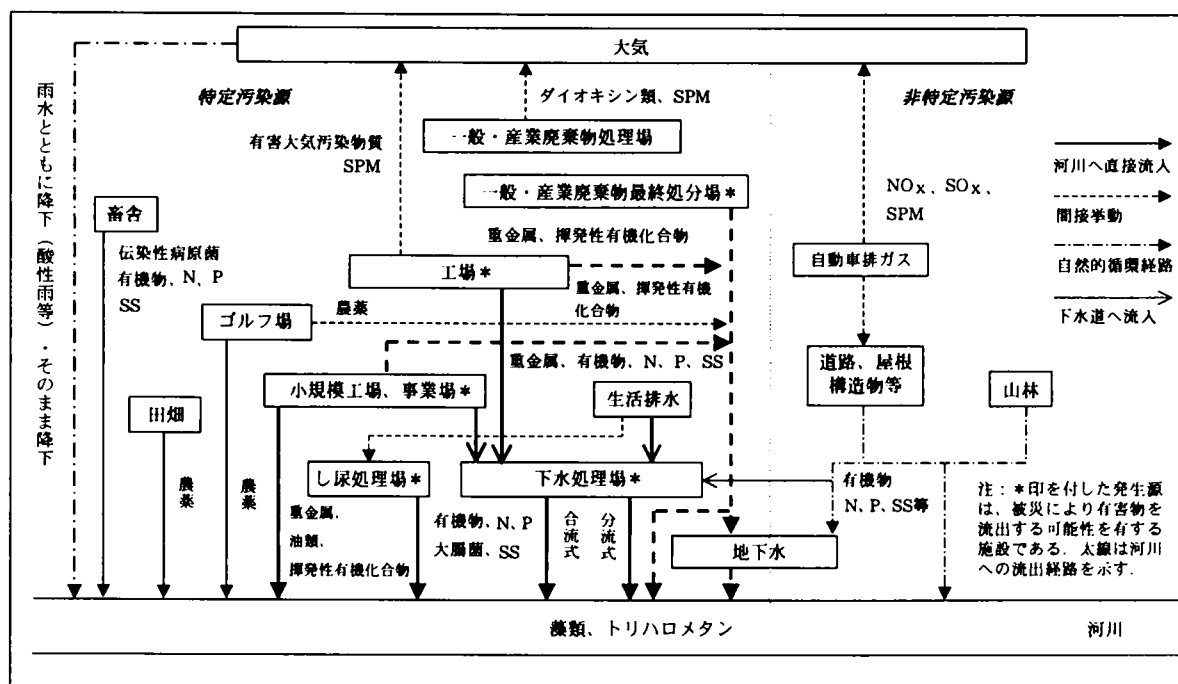 大気
特定汚染源
非特定汚染源
雨水とともに降下（酸性雨等）・そのまま降下
ダイオキシン類、SPM
一般・産業廃棄物処理場
有害大気汚染物質
SPM
一般・産業廃棄物最終処分場＊
NOx、SOx、
SPM
河川へ直接流入
間接挙動
自然的循環経路
下水道へ流入
畜舎
伝染性病原菌
有機物、N、P
SS
重金属、揮発性有機化合物
工場＊
重金属、揮発性有機
化合物
自動車排ガス
ゴルフ場
農薬
重金属、有機物、N、P、SS
小規模工場、事業場＊
生活排水
道路、屋根
構造物等
山林
田畑
農薬
農薬
し尿処理場＊
下水処理場＊
有機物
N、P、SS等
重金属、
油類、
揮発性有機化合物
有機物、N、P
大腸菌、SS
合流式
分流式
地下水
注：＊印を付した発生源
は、被災により有害物を
流出する可能性を有する
施設である．太線は河川
への流出経路を示す．
藻類、トリハロメタン
河川